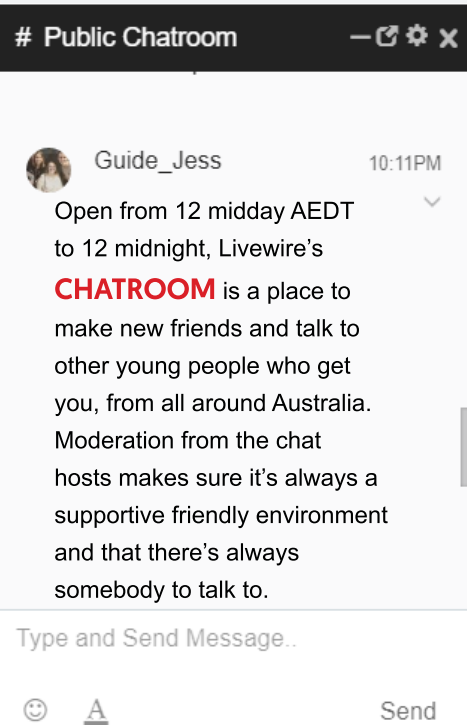 # Public Chatroom
Guide_Jess 10:11PM
Open from 12 midday AEDT
to 12 midnight, Livewire’s
CHATROOM is a place to
make new friends and talk to
other young people who get
you, from all around Australia.
Moderation from the chat
hosts makes sure it’s always a
supportive friendly environment
and that there’s always
somebody to talk to.
Type and Send Message..
A Send